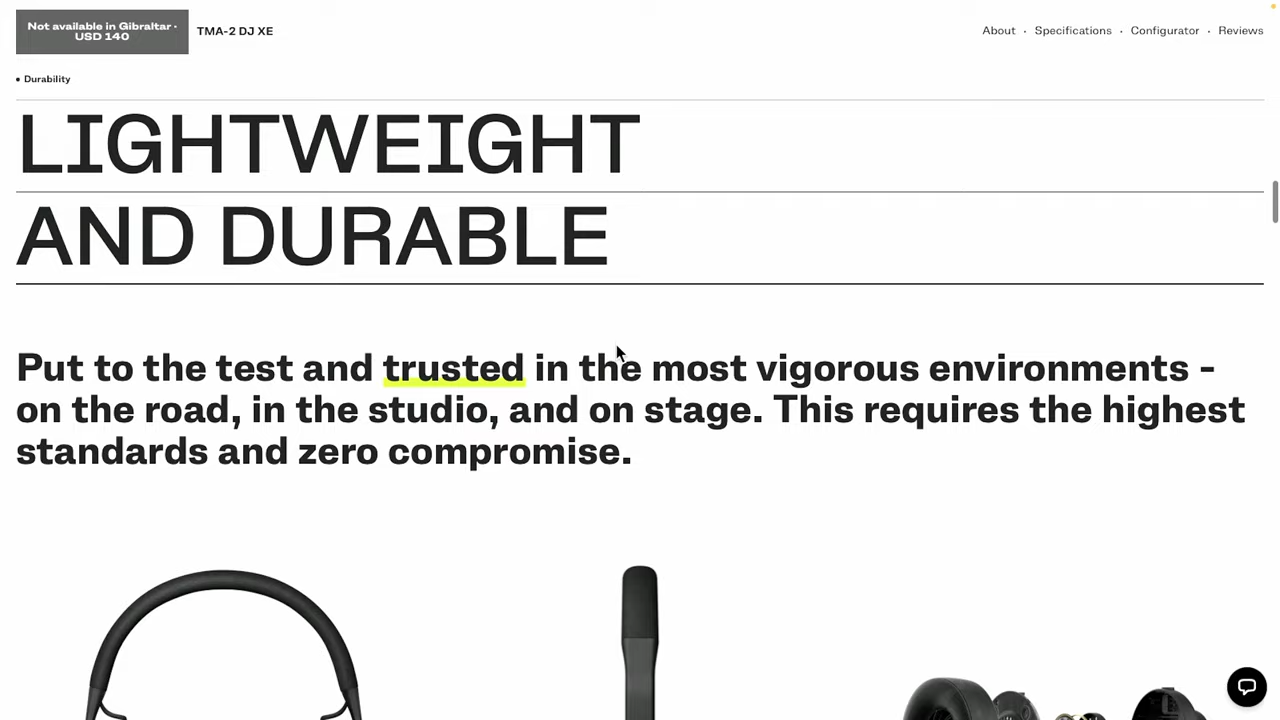 Not available in Gibraltar ·
USD 140
TMA-2 DJ XE
About · Specifications · Configurator · Reviews
• Durability
LIGHTWEIGHT
AND DURABLE
Put to the test and trusted in the most vigorous environments –
on the road, in the studio, and on stage. This requires the highest
standards and zero compromise.